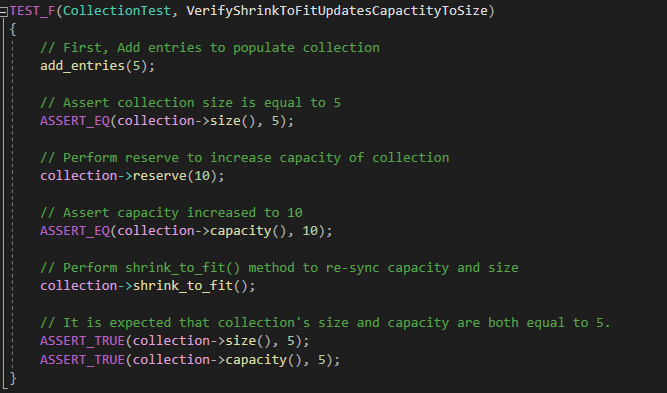 TEST_F(CollectionTest, VerifyShrinkToFitUpdatesCapactityToSize)
{
// First, Add entries to populate collection
add_entries(5);
// Assert collection size is equal to 5
ASSERT_EQ(collection->size(), 5);
// Perform reserve to increase capacity of collection
collection->reserve(10);
// Assert capacity increased to 10
ASSERT_EQ(collection->capacity(), 10);
// Perform shrink_to_fit() method to re-sync capacity and size
collection->shrink_to_fit();
// It is expected that collection's size and capacity are both equal to 5.
ASSERT_TRUE(collection->size(), 5);
ASSERT_TRUE(collection->capacity(), 5);
}